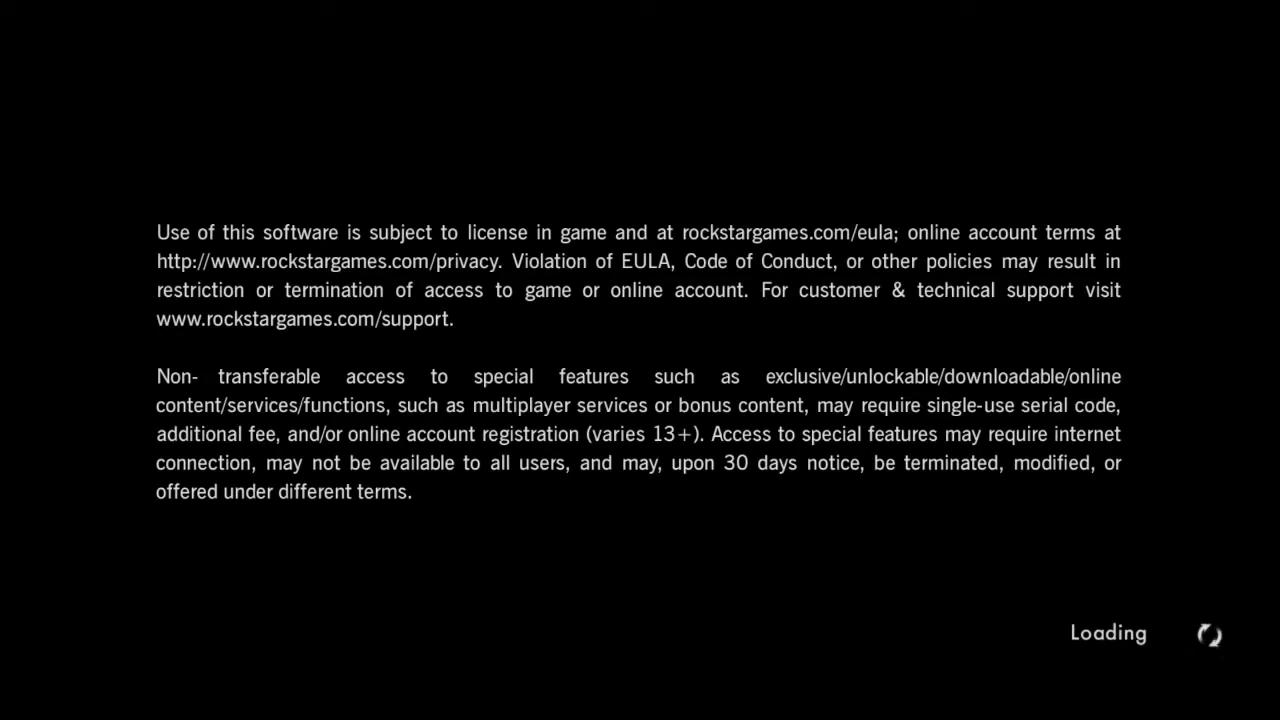 Use of this software is subject to license in game and at rockstargames.com/eula; online account terms at
http://www.rockstargames.com/privacy. Violation of EULA, Code of Conduct, or other policies may result in
restriction or termination of access to game or online account. For customer & technical support visit
www.rockstargames.com/support.
Non- transferable access to special features such as exclusive/unlockable/downloadable/online
content/services/functions, such as multiplayer services or bonus content, may require single-use serial code,
additional fee, and/or online account registration (varies 13+). Access to special features may require internet
connection, may not be available to all users, and may, upon 30 days notice, be terminated, modified, or
offered under different terms.
Loading